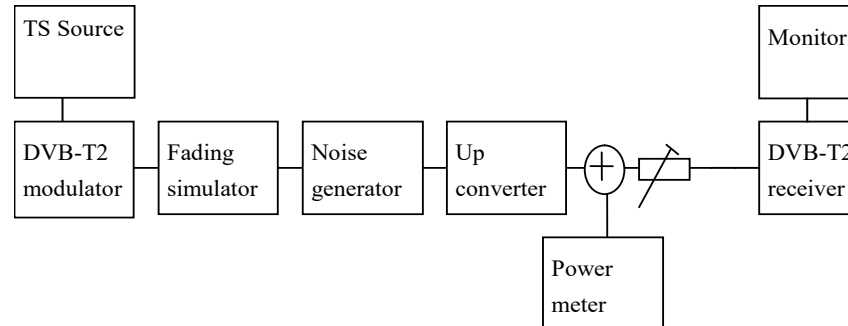 TS Source
Monitor
DVB-T2
modulator
Fading
simulator
Noise
generator
Up
converter
DVB-T2
receiver
Power
meter